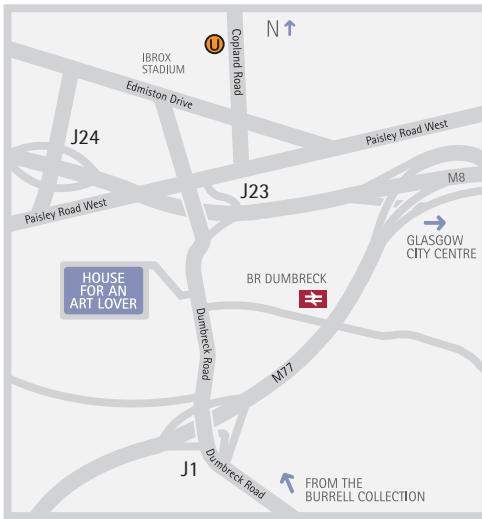 N
U
IBROX
STADIUM
Copland Road
Edmiston Drive
J24
Paisley Road West
M8
J23
Paisley Road West
GLASGOW
CITY CENTRE
HOUSE
FOR AN
ART LOVER
BR DUMBRECK
Dumbreck Road
M77
J1
Dumbreck Road
FROM THE
BURRELL COLLECTION